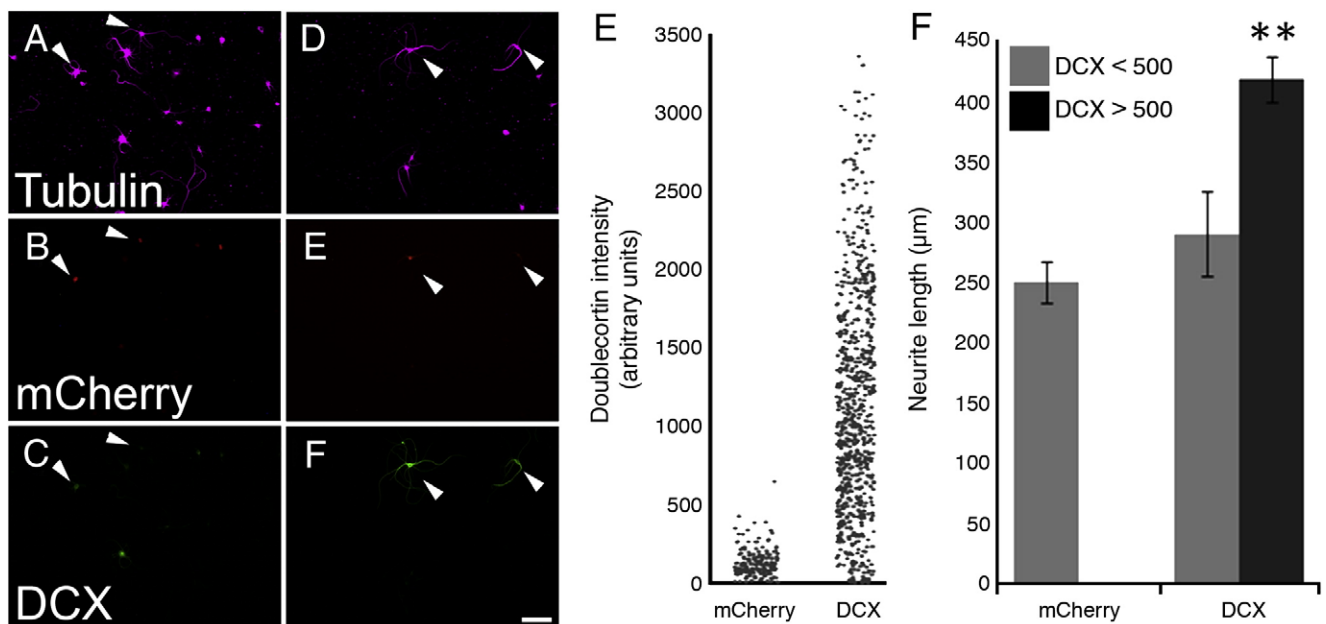 A
Tubulin
B
mCherry
C
DCX
D
E
F
E
Doublecortin intensity
(arbitrary units)
3500
3000
2500
2000
1500
1000
500
0
mCherry
DCX
F
Neurite length (µm)
450
400
350
300
250
200
150
100
50
0
DCX < 500
DCX > 500
**
mCherry
DCX